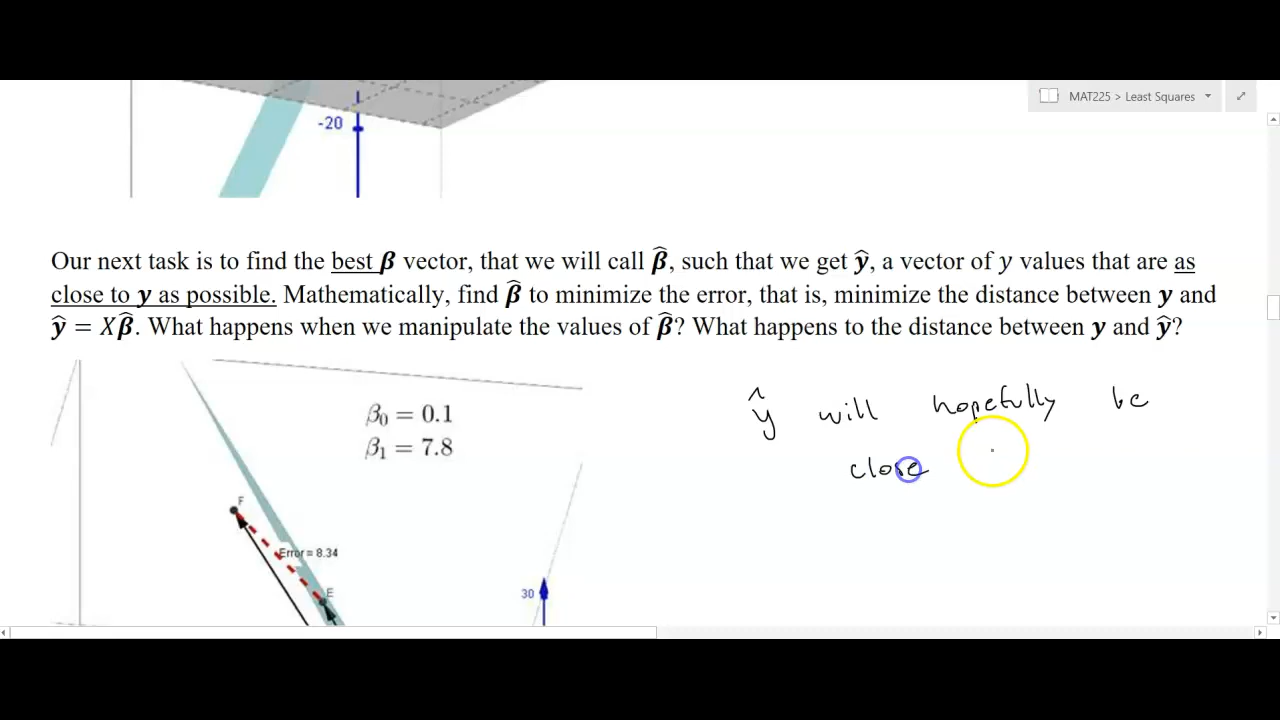 MAT225 > Least Squares
-20
Our next task is to find the best β vector, that we will call β̂, such that we get ŷ, a vector of y values that are as
close to y as possible. Mathematically, find β̂ to minimize the error, that is, minimize the distance between y and
ŷ = Xβ̂. What happens when we manipulate the values of β̂? What happens to the distance between y and ŷ?
β₀ = 0.1
β₁ = 7.8
ŷ will hopefully be
close
F
Error = 8.34
E
30